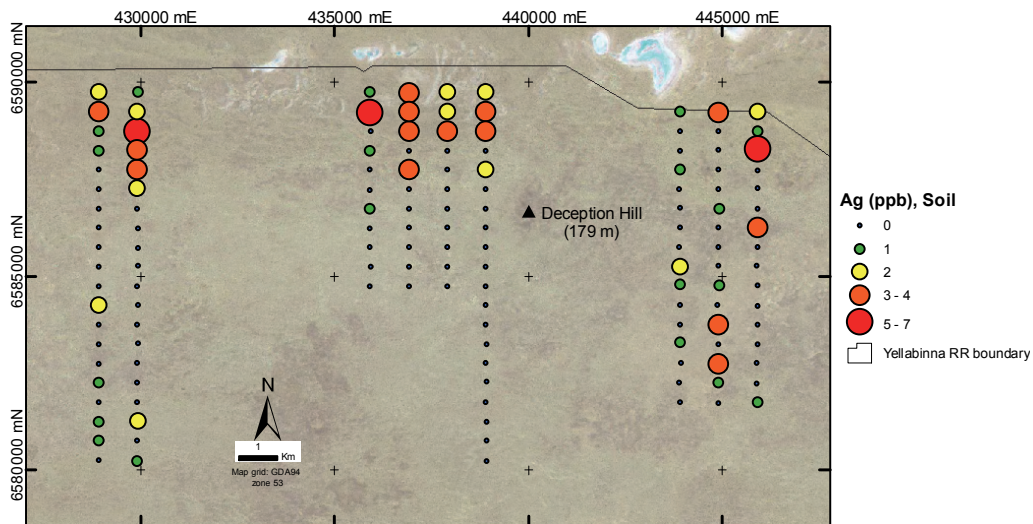 430000 mE
435000 mE
440000 mE
445000 mE
6590000 mN
6585000 mN
6580000 mN
Deception Hill
(179 m)
N
1
Km
Map grid: GDA94
zone 53
Ag (ppb), Soil
0
1
2
3 - 4
5 - 7
Yellabinna RR boundary